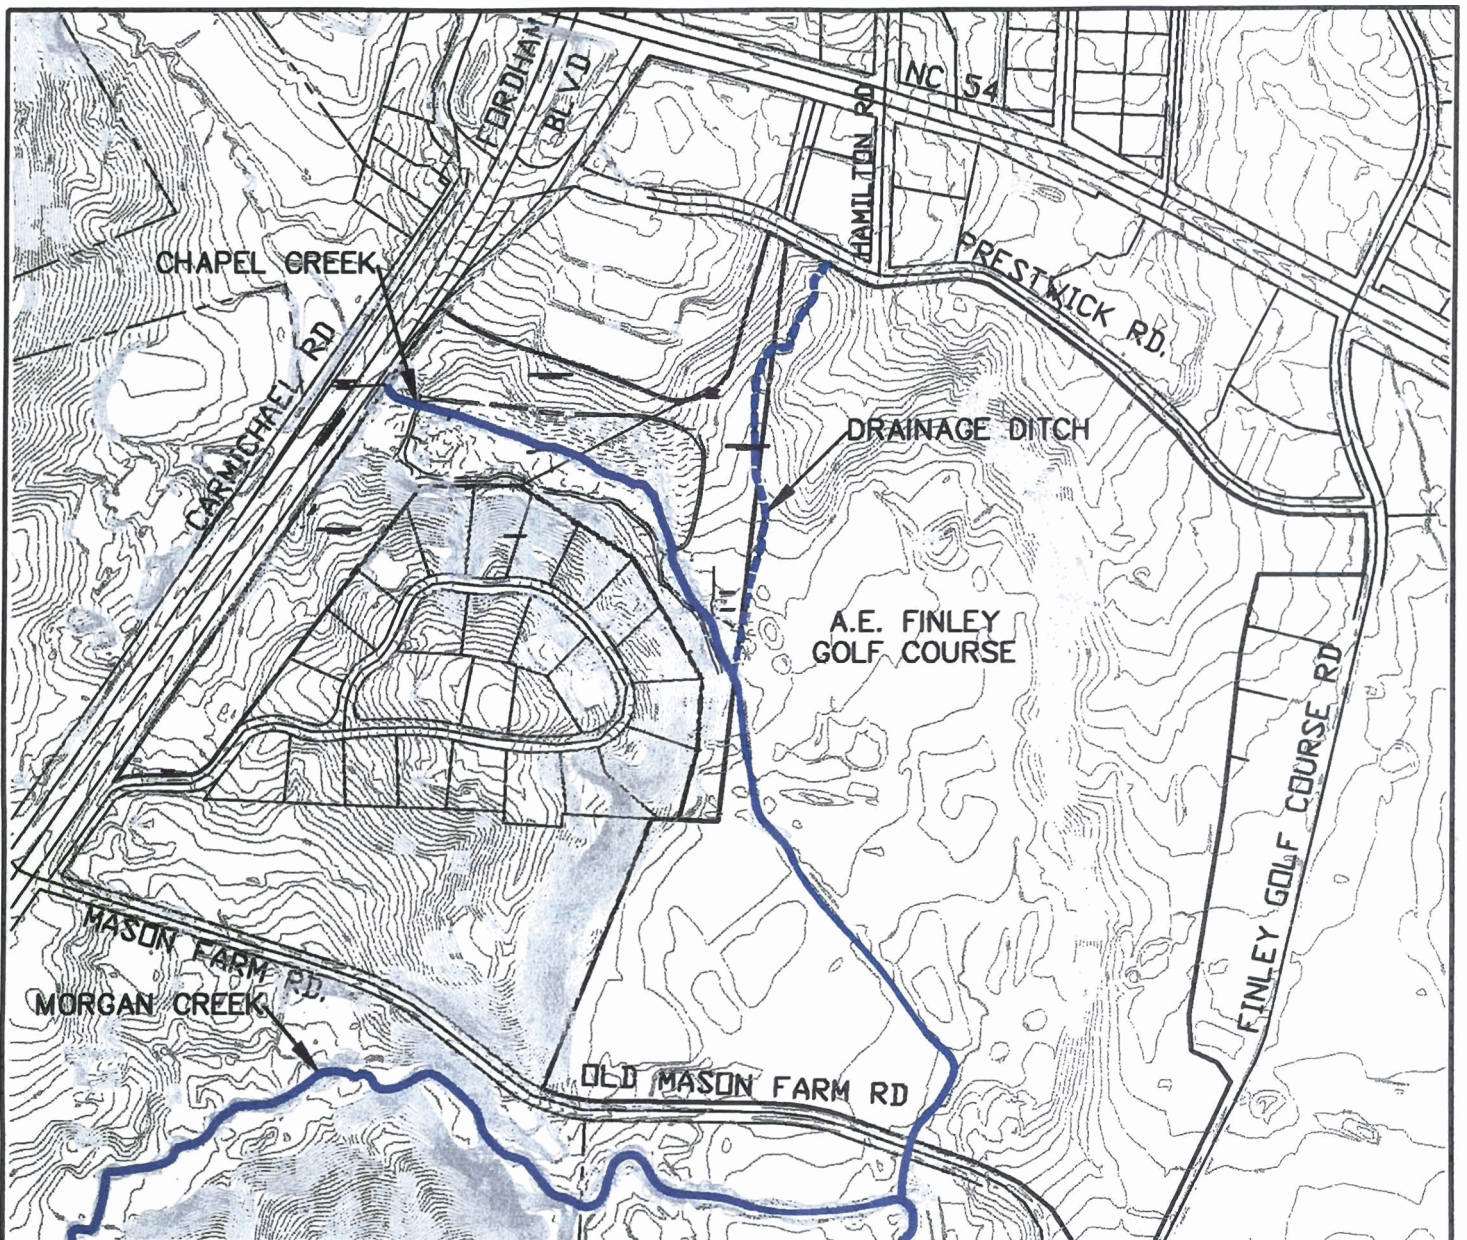 FORDHAM
BLVD
NC 54
HAMILTON RD
CHAPEL CREEK
PRESTWICK RD.
CARMICHAEL RD
DRAINAGE DITCH
A.E. FINLEY
GOLF COURSE
FINLEY GOLF COURSE RD
MASON FARM RD.
MORGAN CREEK
OLD MASON FARM RD